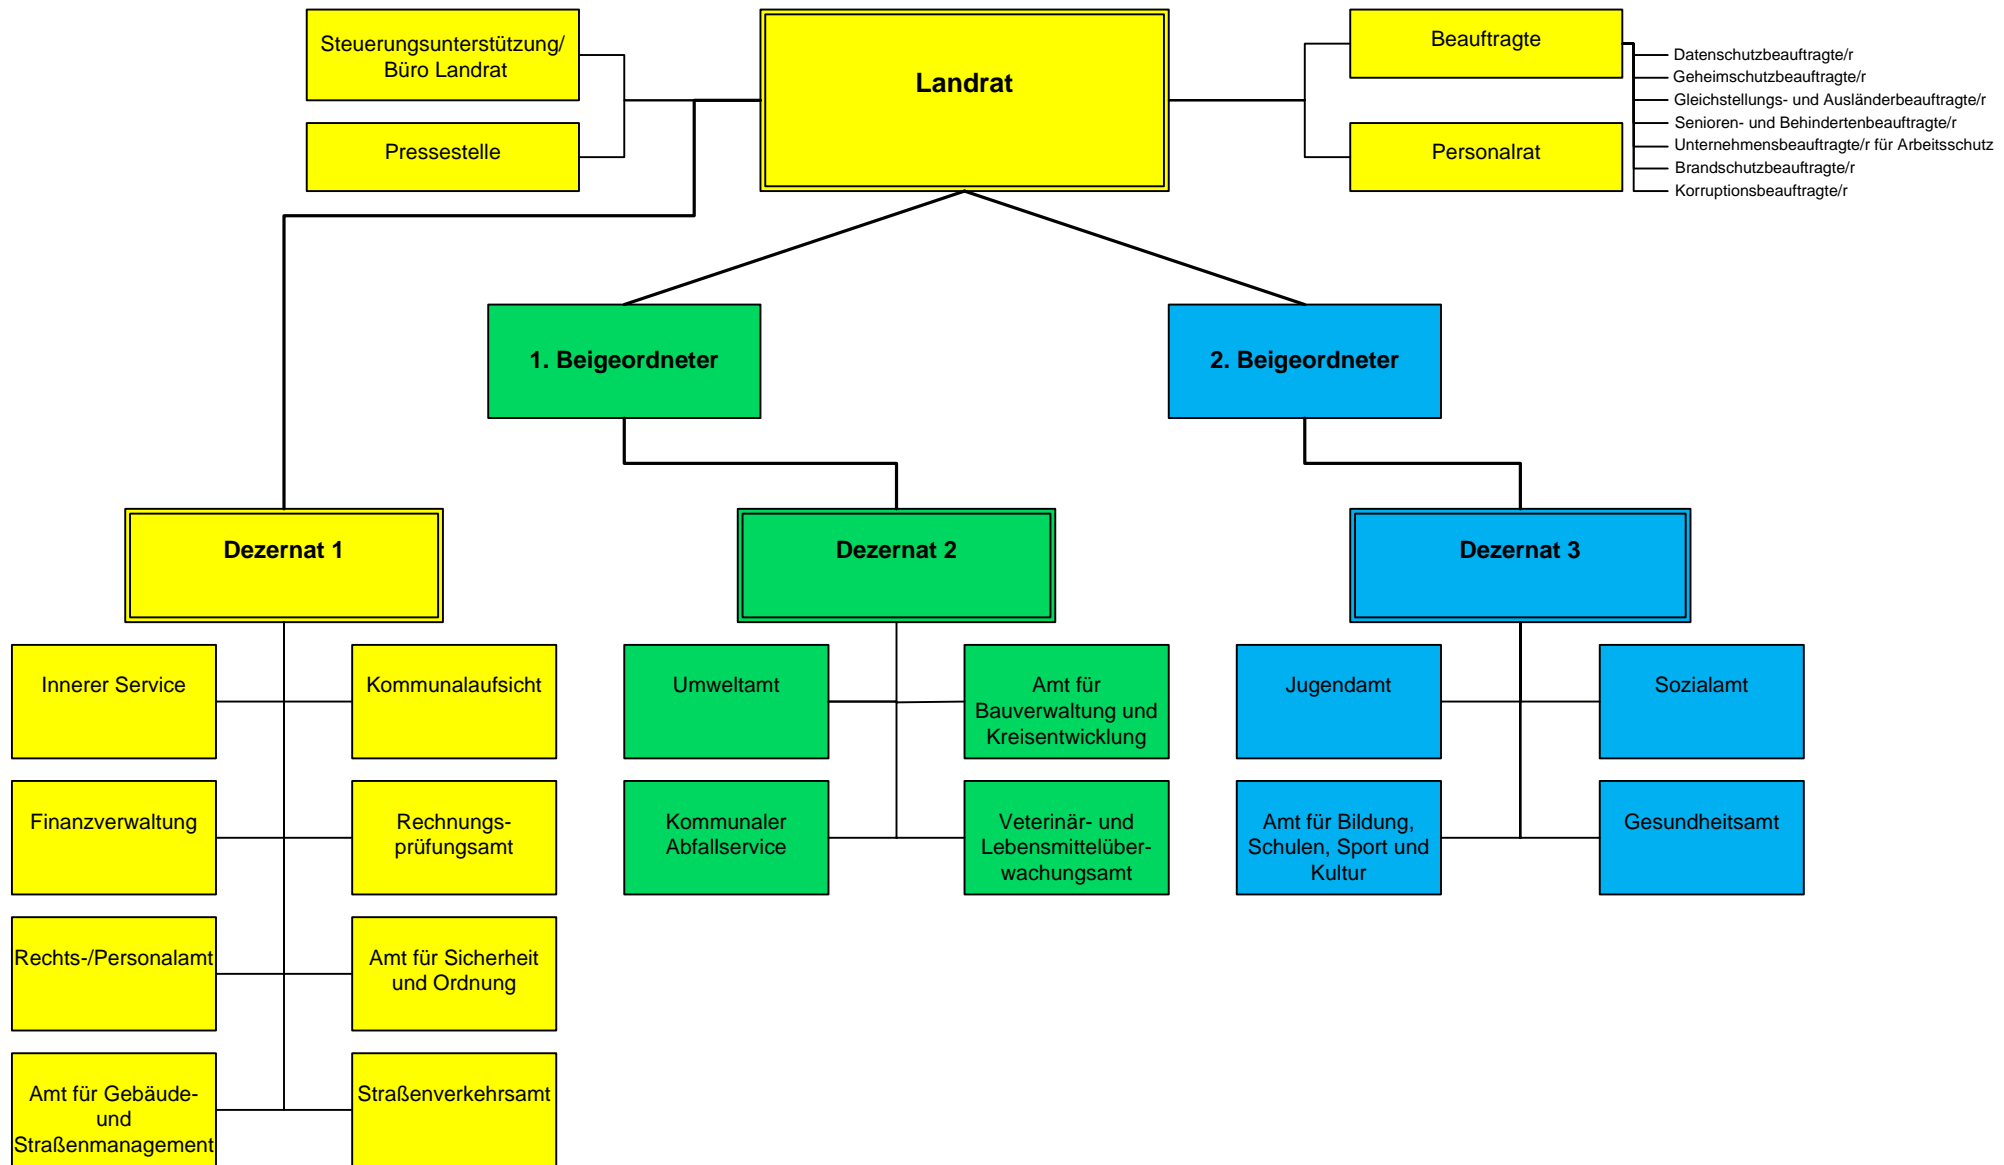 Steuerungsunterstützung/
Büro Landrat
Pressestelle
Landrat
Beauftragte
Personalrat
Datenschutzbeauftragte/r
Geheimschutzbeauftragte/r
Gleichstellungs- und Ausländerbeauftragte/r
Senioren- und Behindertenbeauftragte/r
Unternehmensbeauftragte/r für Arbeitsschutz
Brandschutzbeauftragte/r
Korruptionsbeauftragte/r
1. Beigeordneter
2. Beigeordneter
Dezernat 1
Dezernat 2
Dezernat 3
Innerer Service
Kommunalaufsicht
Finanzverwaltung
Rechnungs-
prüfungsamt
Rechts-/Personalamt
Amt für Sicherheit
und Ordnung
Amt für Gebäude-
und
Straßenmanagement
Straßenverkehrsamt
Umweltamt
Amt für
Bauverwaltung und
Kreisentwicklung
Kommunaler
Abfallservice
Veterinär- und
Lebensmittelüber-
wachungsamt
Jugendamt
Sozialamt
Amt für Bildung,
Schulen, Sport und
Kultur
Gesundheitsamt